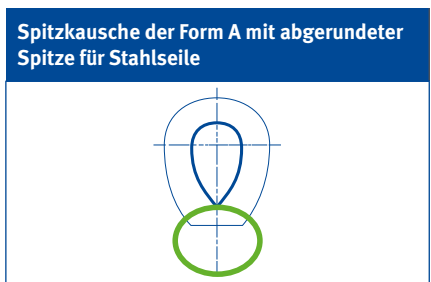 Spitzkausche der Form A mit abgerundeter
Spitze für Stahlseile